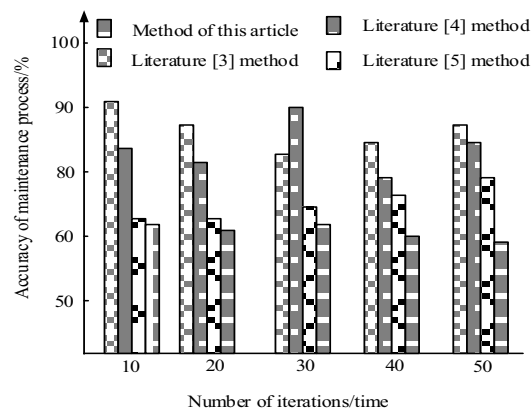 Method of this article
Literature [4] method
Literature [3] method
Literature [5] method
Accuracy of maintenance process/%
100
90
80
60
50
10 20 30 40 50
Number of iterations/time